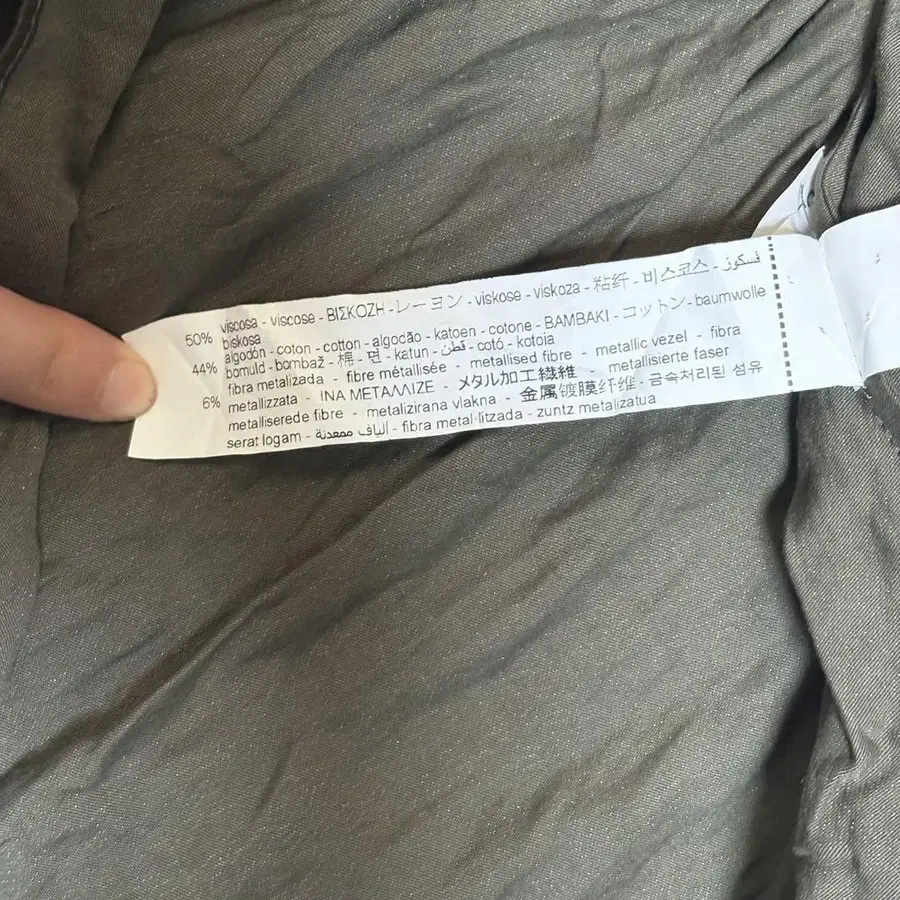 50% viscosa - viscose - ΒΙΣΚΟΖΗ - レーヨン - viskose - viskoza - 粘纤 - 비스코스 - فسكوز
biskosa
44% algodón - coton - cotton - algodão - katoen - cotone - ΒΑΜΒΑΚΙ - コットン - baumwolle
bomuld - bombaž - 棉 - 면 - katun - قطن - cotó - kotoia
6% fibra metalizada - fibre métallisée - metallised fibre - metallic vezel - fibra
metallizzata - ΙΝΑ ΜΕΤΑΛΛΙΖΕ - メタル加工繊維 - metallisierte faser
metalliserede fibre - metalizirana vlakna - 金属镀膜纤维 - 금속처리된 섬유
serat logam - ألياف ممعدنة - fibra metal·litzada - zuntz metalizatua